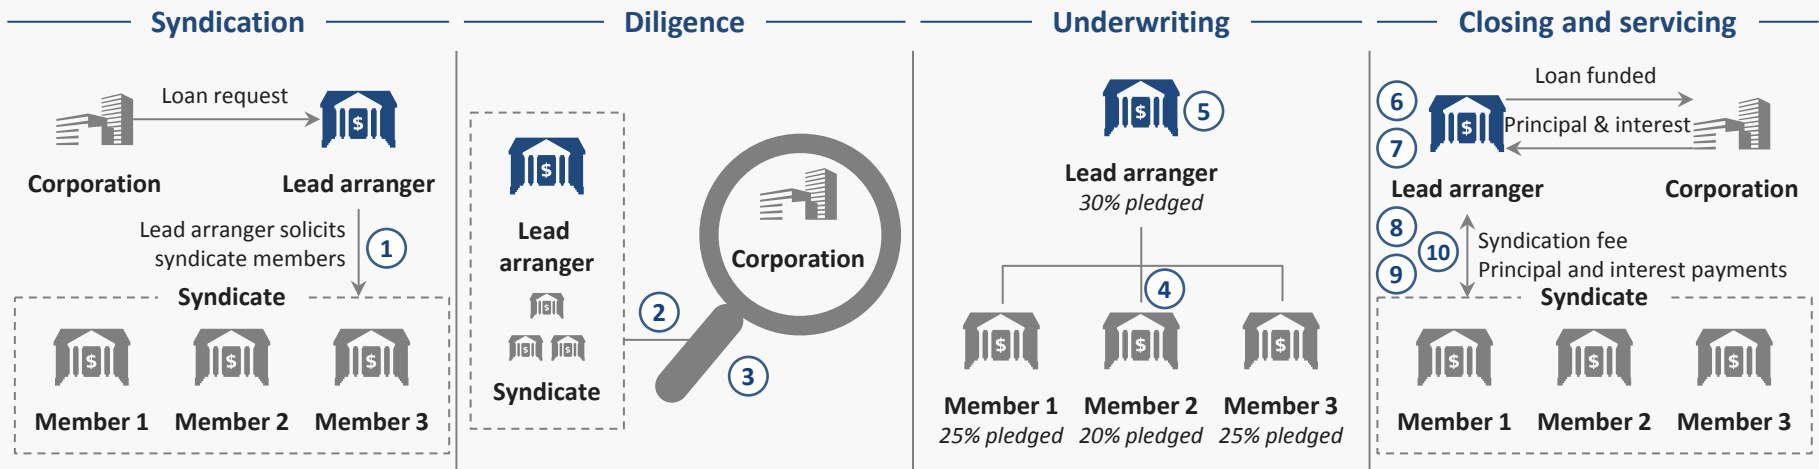 Syndication
Loan request
$
Corporation
Lead arranger
Lead arranger solicits
syndicate members
1
Syndicate
$ $ $
Member 1 Member 2 Member 3
Diligence
$
Lead
arranger
$
$ $
Syndicate
Corporation
2
3
Underwriting
$
5
Lead arranger
30% pledged
4
$ $ $
Member 1 Member 2 Member 3
25% pledged 20% pledged 25% pledged
Closing and servicing
6
7
$
Loan funded
Principal & interest
Lead arranger
Corporation
8
9
10
Syndication fee
Principal and interest payments
Syndicate
$ $ $
Member 1 Member 2 Member 3